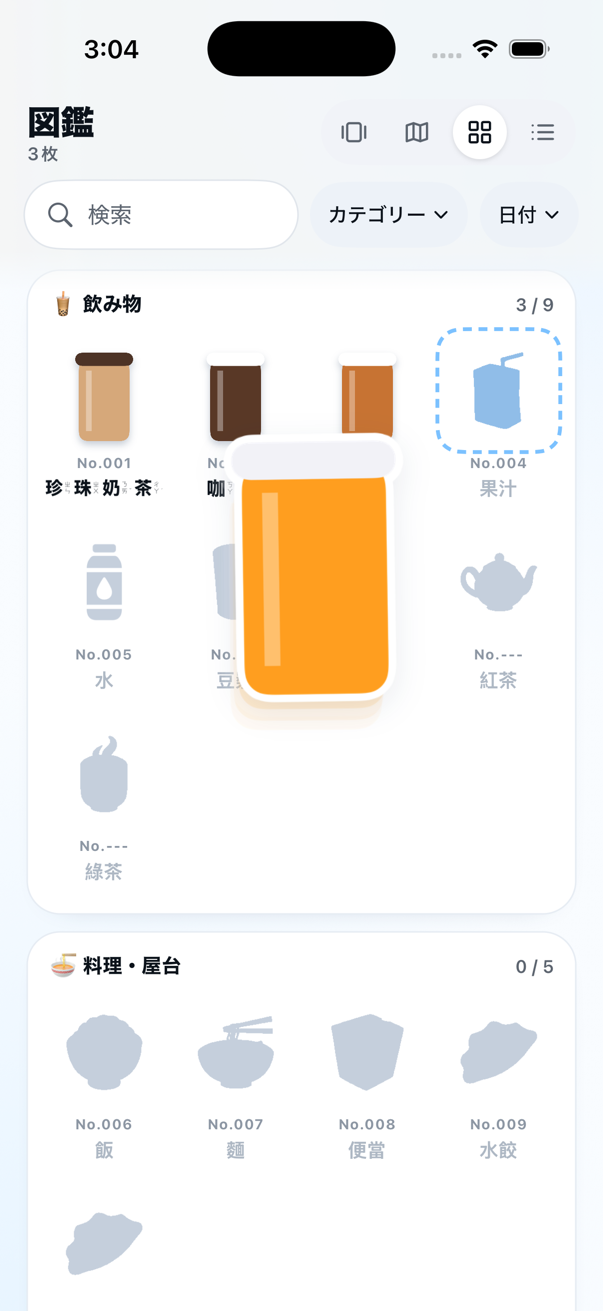 3:04
図鑑
3枚
検索
カテゴリー
日付
飲み物
3 / 9
No.001
No.004
珍珠奶茶
咖
果汁
No.005
No.
No.---
水
豆
紅茶
No.---
綠茶
料理・屋台
0 / 5
No.006
No.007
No.008
No.009
飯
麵
便當
水餃